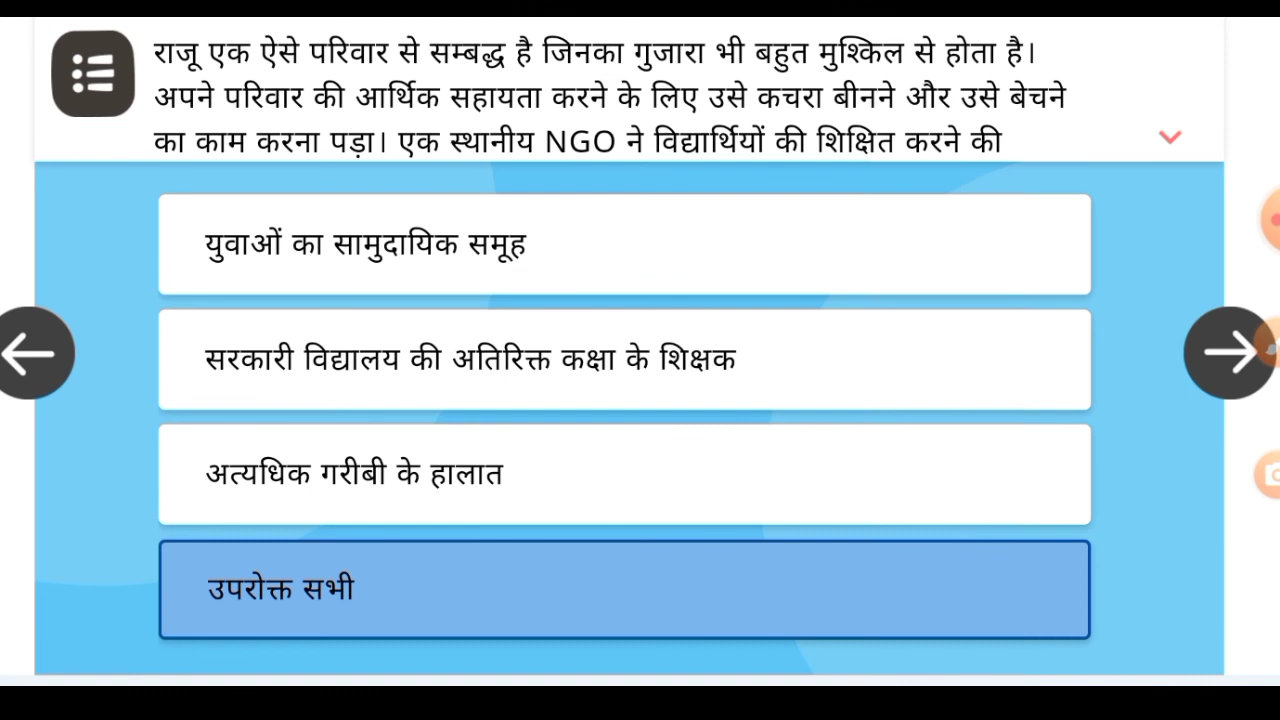 राजू एक ऐसे परिवार से सम्बद्ध है जिनका गुजारा भी बहुत मुश्किल से होता है।
अपने परिवार की आर्थिक सहायता करने के लिए उसे कचरा बीनने और उसे बेचने
का काम करना पड़ा। एक स्थानीय NGO ने विद्यार्थियों की शिक्षित करने की
युवाओं का सामुदायिक समूह
सरकारी विद्यालय की अतिरिक्त कक्षा के शिक्षक
अत्यधिक गरीबी के हालात
उपरोक्त सभी